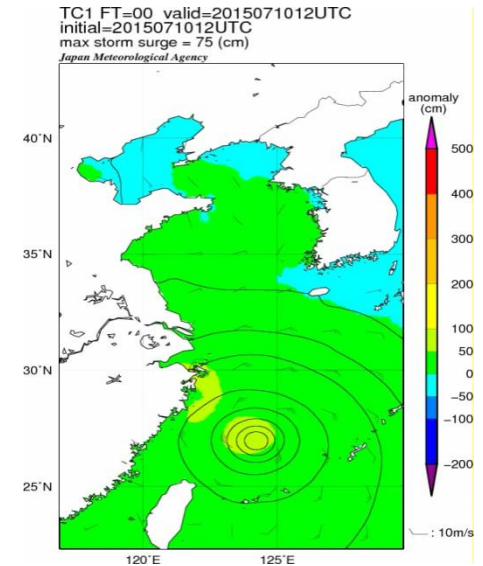 TC1 FT=00 valid=2015071012UTC
initial=2015071012UTC
max storm surge = 75 (cm)
Japan Meteorological Agency
anomaly
(cm)
500
400
300
200
100
50
0
−50
−100
−200
: 10m/s
40°N
35°N
30°N
25°N
120°E
125°E